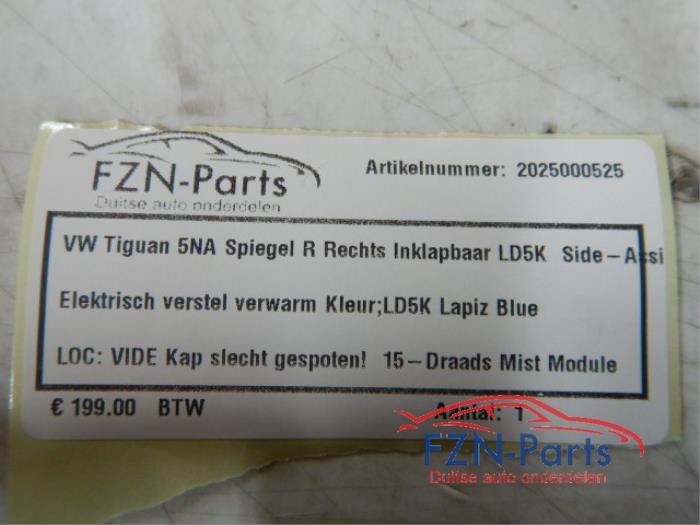 FZN-Parts
Duitse auto onderdelen
Artikelnummer: 2025000525
VW Tiguan 5NA Spiegel R Rechts Inklapbaar LD5K Side-Assi
Elektrisch verstel verwarm Kleur;LD5K Lapiz Blue
LOC: VIDE Kap slecht gespoten! 15-Draads Mist Module
€ 199.00 BTW
Aantal: 1
FZN-Parts
Duitse auto onderdelen